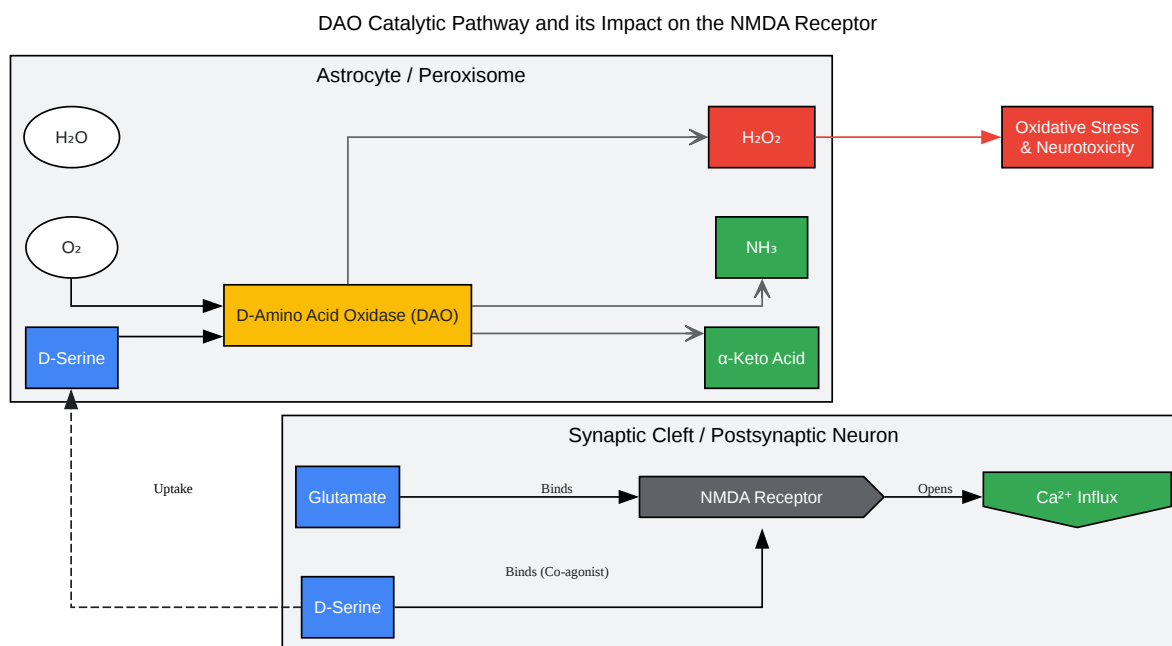 DAO Catalytic Pathway and its Impact on the NMDA Receptor
Astrocyte / Peroxisome
H₂O
H₂O₂
Oxidative Stress
& Neurotoxicity
O₂
NH₃
D-Amino Acid Oxidase (DAO)
D-Serine
α-Keto Acid
Synaptic Cleft / Postsynaptic Neuron
Uptake
Glutamate
Binds
NMDA Receptor
Opens
Ca²⁺ Influx
Binds (Co-agonist)
D-Serine